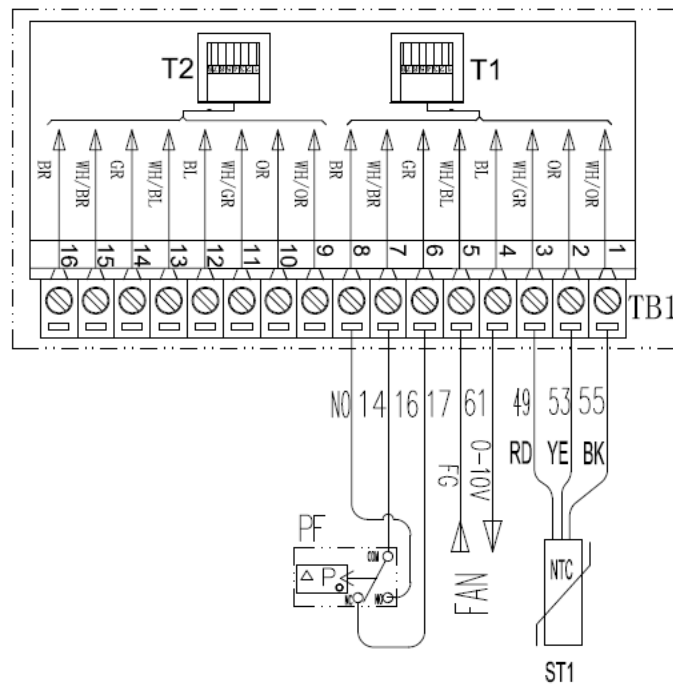 T2 T1
BR WH/BR GR WH/BL BL WH/GR OR WH/OR BR WH/BR GR WH/BL BL WH/GR OR WH/OR
16 15 14 13 12 11 10 9 8 7 6 5 4 3 2 1
TB1
NO 14 16 17 61 49 53 55
RD YE BK
FG 0-10V
PF
COM
△P
NC NO
FAN
NTC
ST1